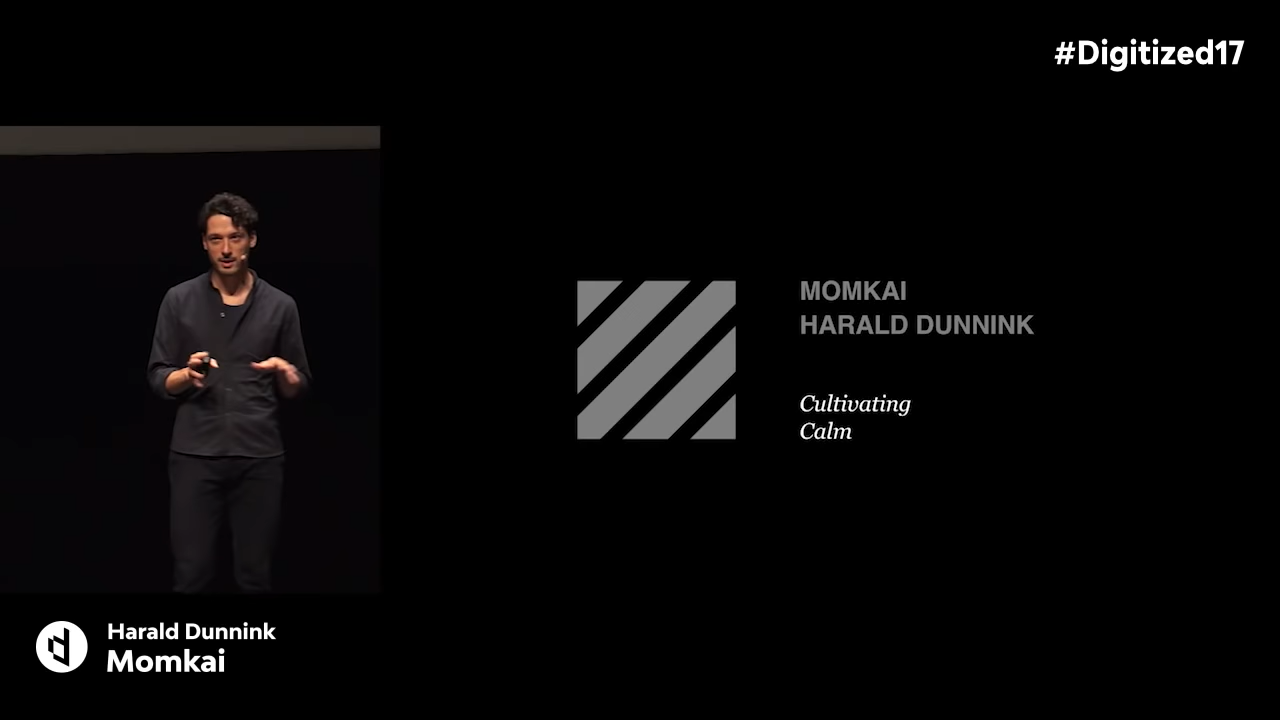 #Digitized17
MOMKAI
HARALD DUNNINK
Cultivating
Calm
Harald Dunnink
Momkai